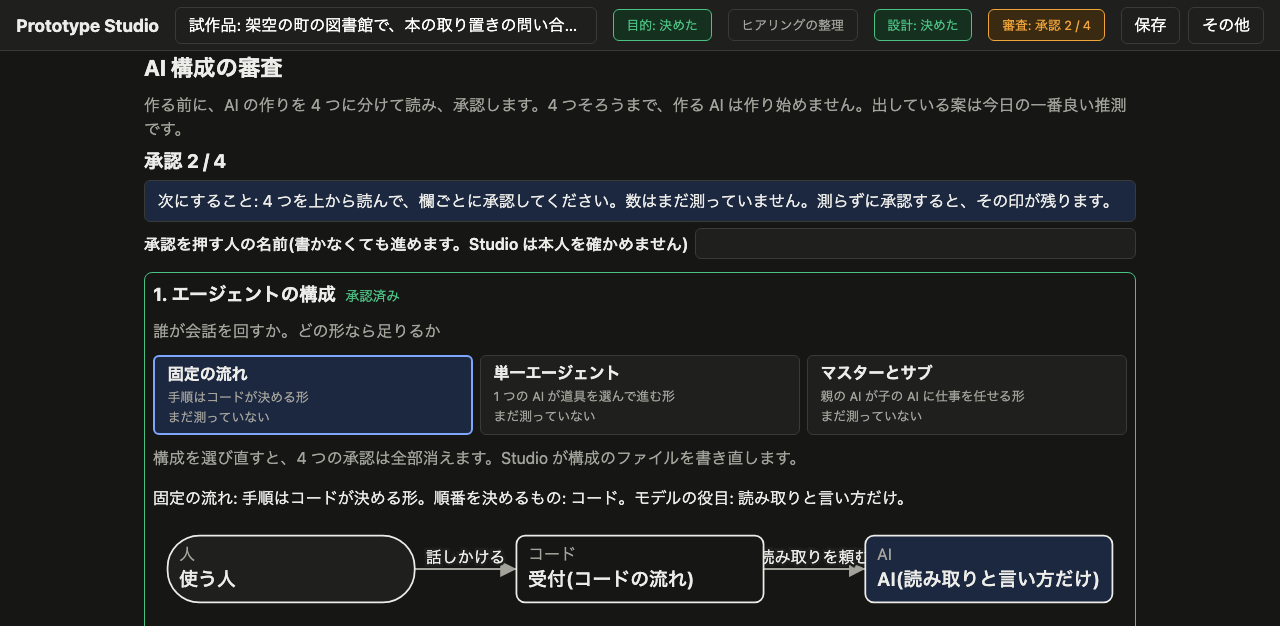 Prototype Studio
試作品: 架空の町の図書館で、本の取り置きの問い合...
目的: 決めた
ヒアリングの整理
設計: 決めた
審査: 承認 2 / 4
保存
その他
AI 構成の審査
作る前に、AI の作りを 4 つに分けて読み、承認します。4 つそろうまで、作る AI は作り始めません。出している案は今日の一番良い推測
です。
承認 2 / 4
次にすること: 4 つを上から読んで、欄ごとに承認してください。数はまだ測っていません。測らずに承認すると、その印が残ります。
承認を押す人の名前(書かなくても進めます。Studio は本人を確かめません)
1. エージェントの構成 承認済み
誰が会話を回すか。どの形なら足りるか
固定の流れ
手順はコードが決める形
まだ測っていない
単一エージェント
1 つの AI が道具を選んで進む形
まだ測っていない
マスターとサブ
親の AI が子の AI に仕事を任せる形
まだ測っていない
構成を選び直すと、4 つの承認は全部消えます。Studio が構成のファイルを書き直します。
固定の流れ: 手順はコードが決める形。順番を決めるもの: コード。モデルの役目: 読み取りと言い方だけ。
人
使う人
話しかける
コード
受付(コードの流れ)
読み取りを頼む
AI
AI(読み取りと言い方だけ)